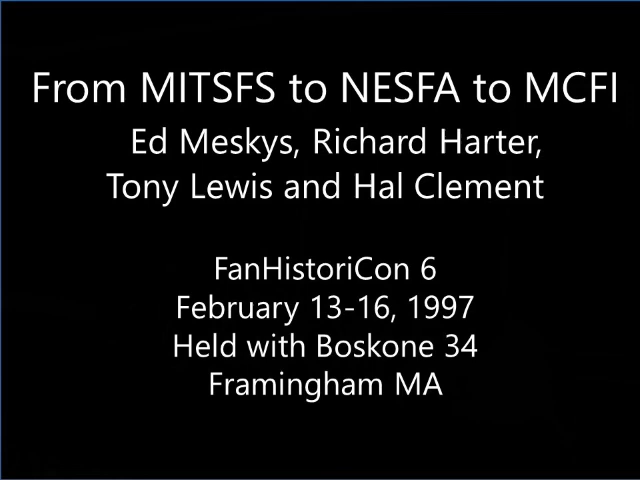 From MITSFS to NESFA to MCFI
Ed Meskys, Richard Harter,
Tony Lewis and Hal Clement
FanHistoriCon 6
February 13-16, 1997
Held with Boskone 34
Framingham MA